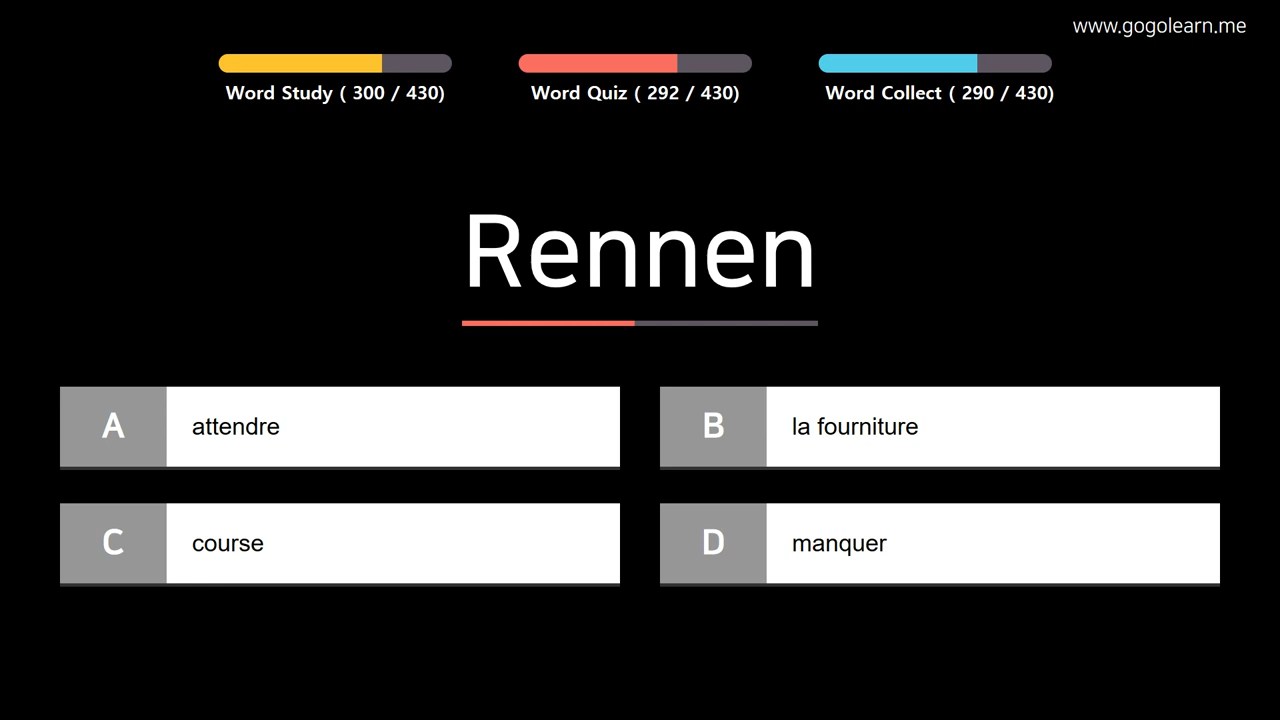 www.gogolearn.me
Word Study ( 300 / 430)
Word Quiz ( 292 / 430)
Word Collect ( 290 / 430)
Rennen
A attendre
B la fourniture
C course
D manquer